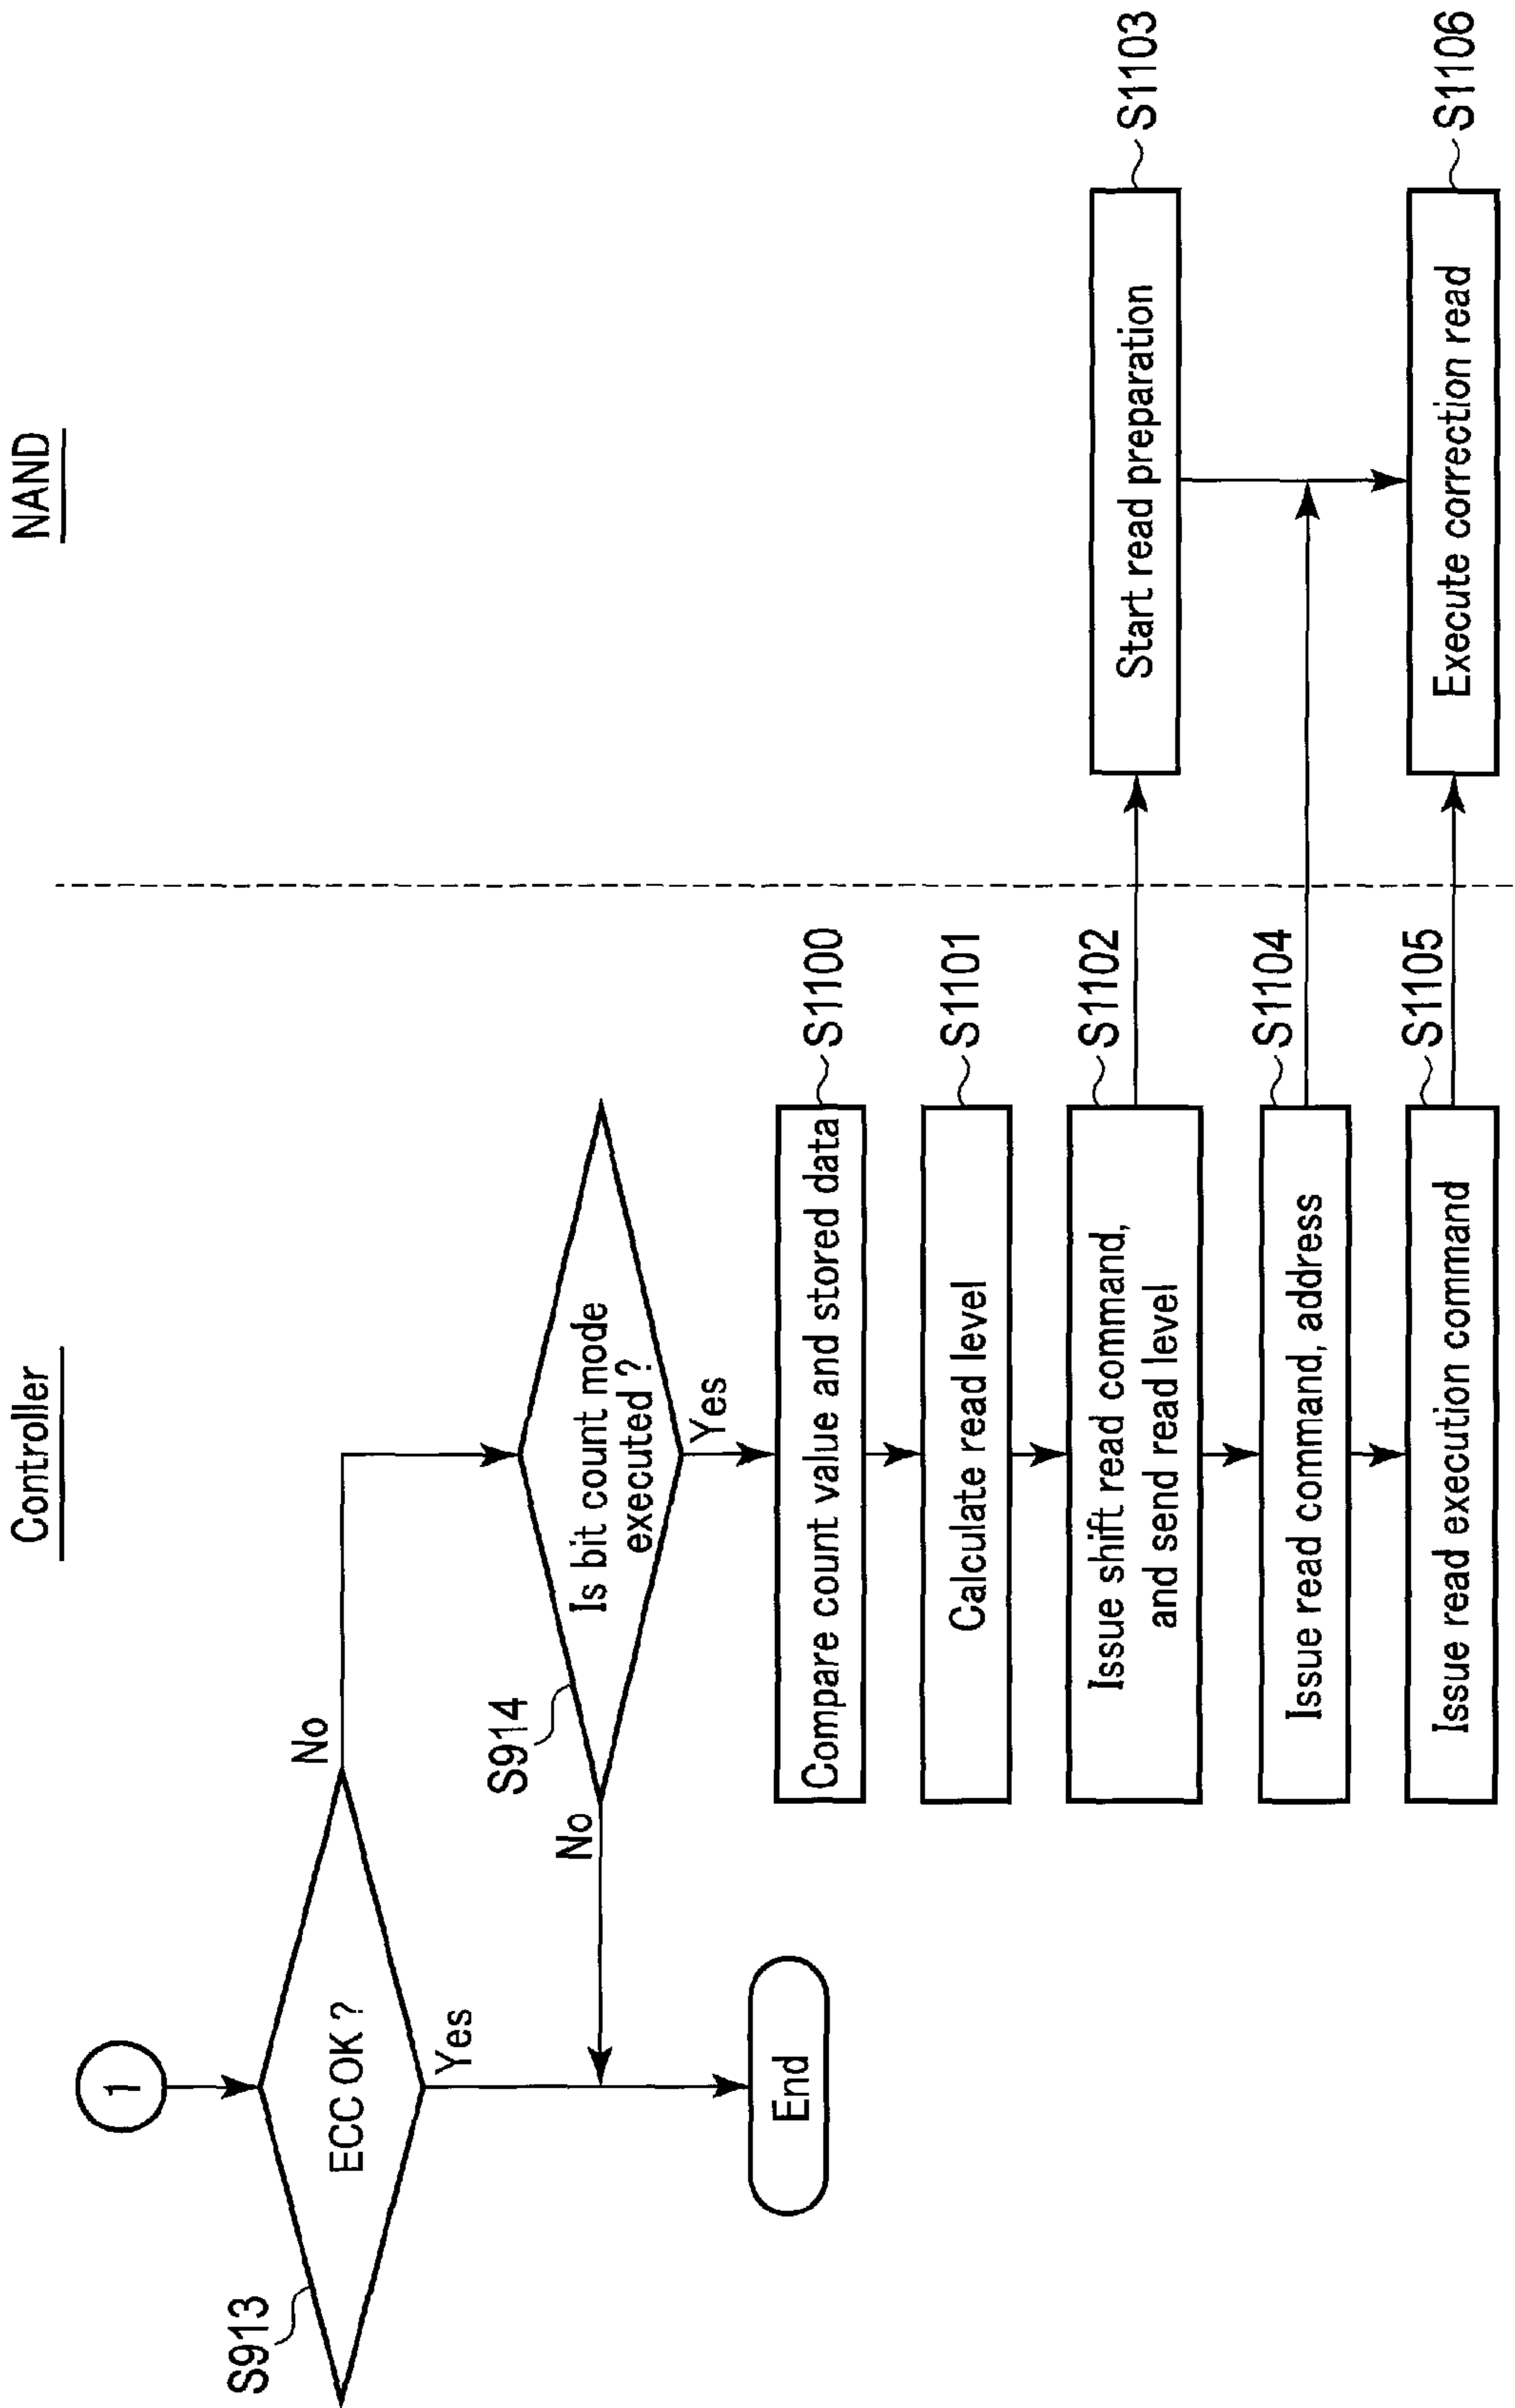 Controller
NAND
1
S913
ECC OK ?
No
Yes
S914
Is bit count mode
executed ?
No
Yes
End
Compare count value and stored data
S1100
Calculate read level
S1101
Issue shift read command,
and send read level
S1102
Start read preparation
S1103
Issue read command, address
S1104
Issue read execution command
S1105
Execute correction read
S1106